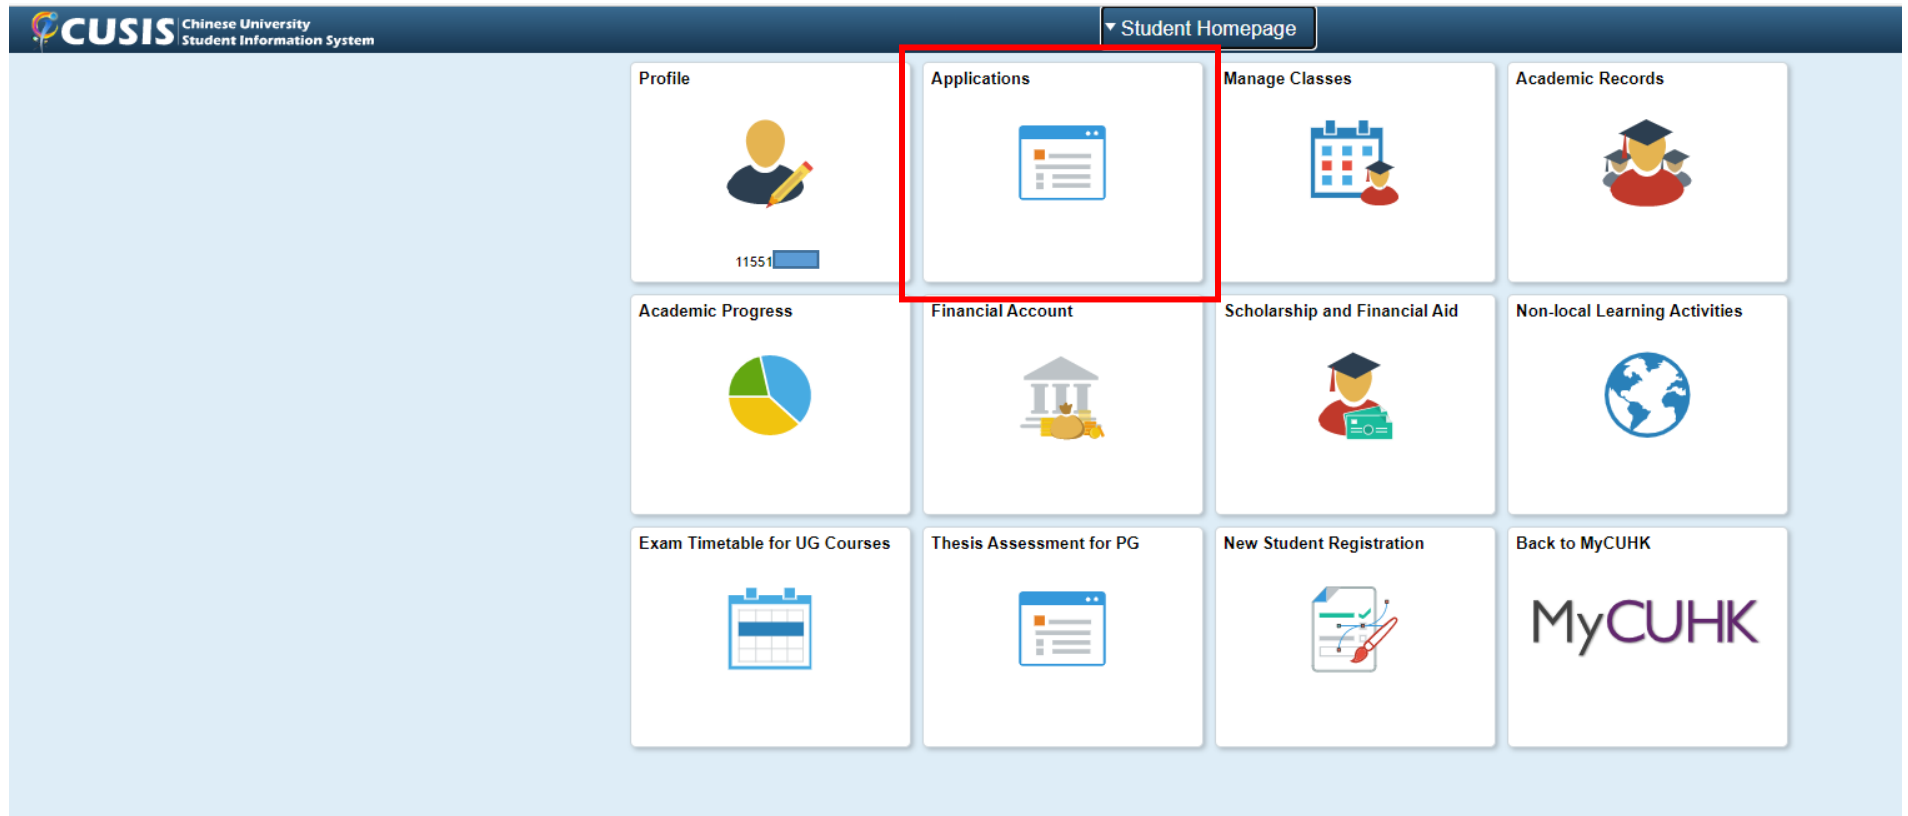 CUSIS Chinese University
Student Information System
Student Homepage
Profile
11551
Applications
Manage Classes
Academic Records
Academic Progress
Financial Account
Scholarship and Financial Aid
Non-local Learning Activities
Exam Timetable for UG Courses
Thesis Assessment for PG
New Student Registration
Back to MyCUHK
MyCUHK